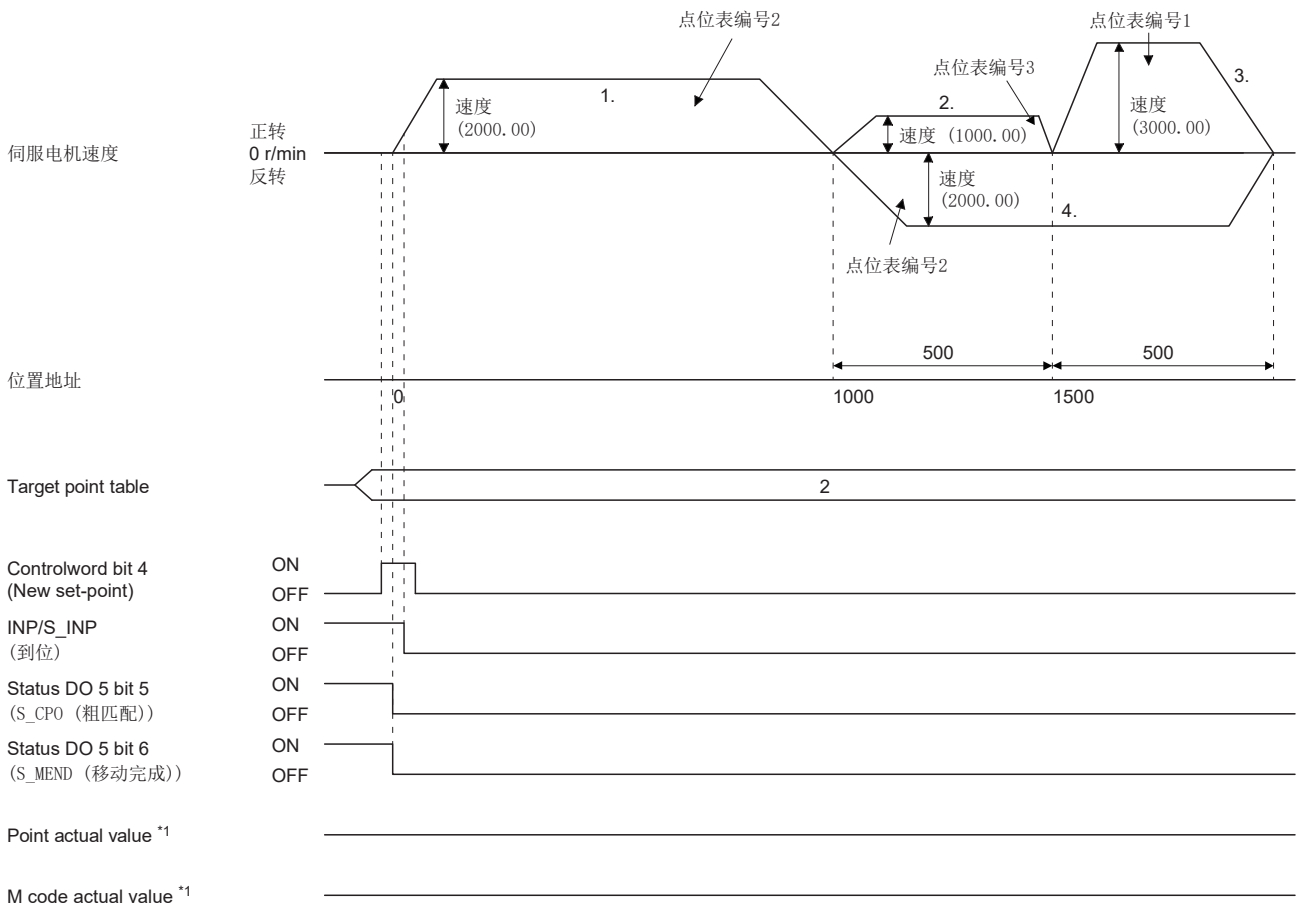 点位表编号2
点位表编号1
点位表编号3
1.
2.
3.
速度
(2000.00)
速度 (1000.00)
速度
(3000.00)
伺服电机速度
正转
0 r/min
反转
速度
(2000.00)
4.
点位表编号2
500
500
位置地址
0
1000
1500
Target point table
2
Controlword bit 4
(New set-point)
ON
OFF
INP/S_INP
(到位)
ON
OFF
Status DO 5 bit 5
(S_CPO (粗匹配))
ON
OFF
Status DO 5 bit 6
(S_MEND (移动完成))
ON
OFF
Point actual value *1
M code actual value *1